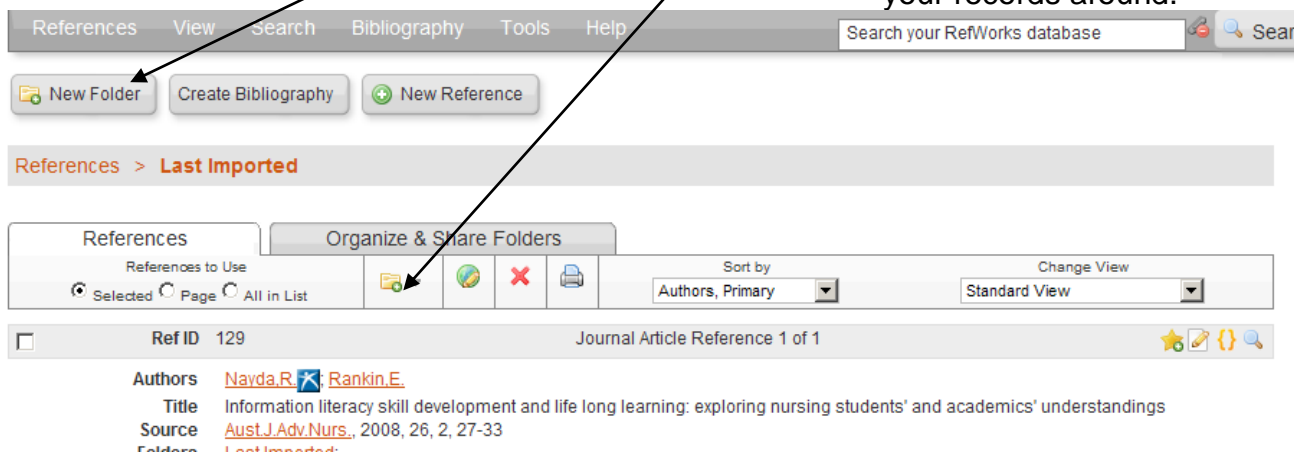 your records around.
References View Search Bibliography Tools Help Search your RefWorks database Sear
New Folder Create Bibliography New Reference
References > Last Imported
References Organize & Share Folders
References to Use Sort by Change View
Selected Page All in List Authors, Primary Standard View
Ref ID 129 Journal Article Reference 1 of 1
Authors Nayda,R.; Rankin,E.
Title Information literacy skill development and life long learning: exploring nursing students' and academics' understandings
Source Aust.J.Adv.Nurs., 2008, 26, 2, 27-33
Folders Last Imported;